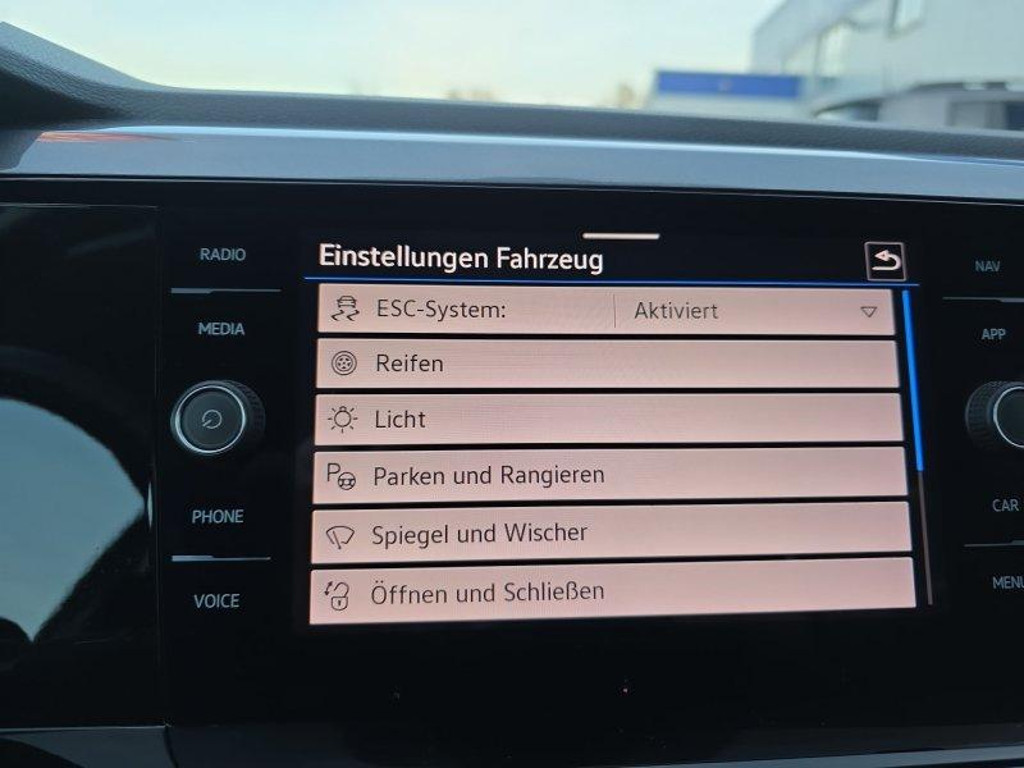 RADIO
MEDIA
PHONE
VOICE
Einstellungen Fahrzeug
ESC-System: Aktiviert
Reifen
Licht
Parken und Rangieren
Spiegel und Wischer
Öffnen und Schließen
NAV
APP
CAR
MENU